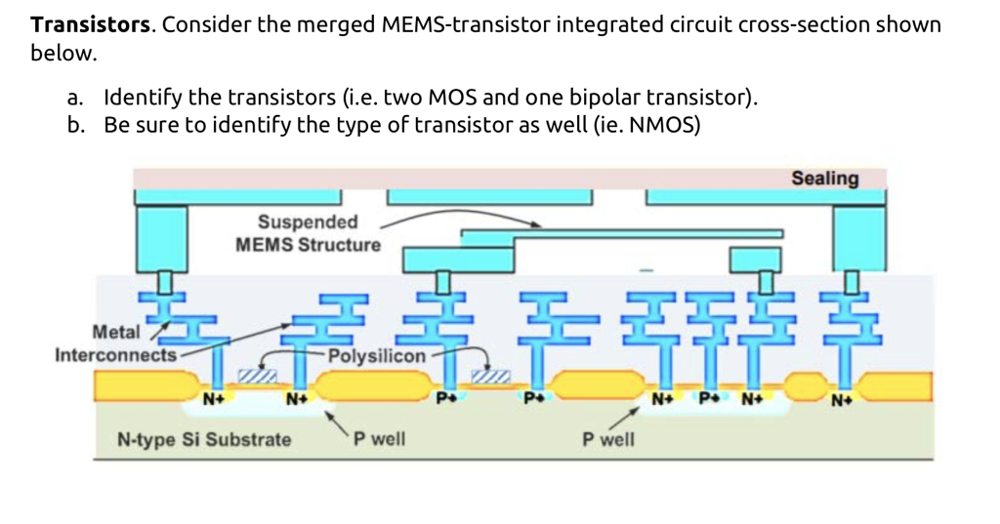 Transistors. Consider the merged MEMS-transistor integrated circuit cross-section shown
below.
a. Identify the transistors (i.e. two MOS and one bipolar transistor).
b. Be sure to identify the type of transistor as well (ie. NMOS)
Sealing
Suspended
MEMS Structure
Metal
Interconnects
Polysilicon
N+ N+ P+ P+ N+ P+ N+ N+
N-type Si Substrate P well P well